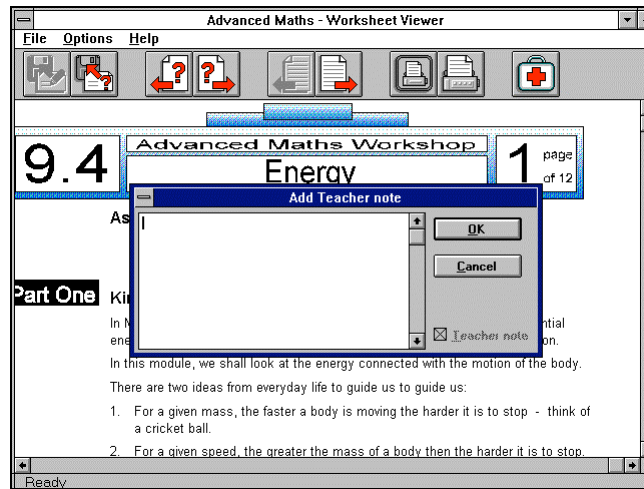 Advanced Maths - Worksheet Viewer
File Options Help
9.4
Advanced Maths Workshop
Energy
1 page
of 12
Add Teacher note
OK
Cancel
Teacher note
As
Part One
In
ntial
ene
on.
In this module, we shall look at the energy connected with the motion of the body.
There are two ideas from everyday life to guide us to guide us:
1. For a given mass, the faster a body is moving the harder it is to stop - think of
a cricket ball.
2. For a given speed, the greater the mass of a body then the harder it is to stop.
Ready